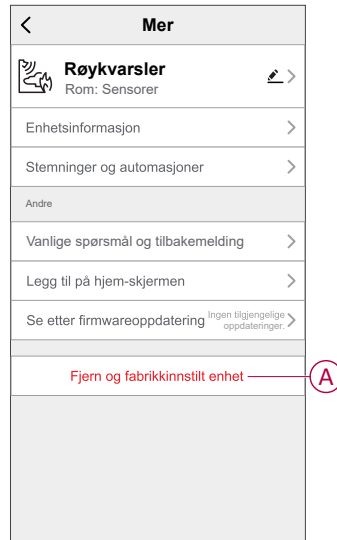 Mer
Røykvarsler
Rom: Sensorer
Enhetsinformasjon
Stemninger og automasjoner
Andre
Vanlige spørsmål og tilbakemelding
Legg til på hjem-skjermen
Se etter firmwareoppdatering
Ingen tilgjengelige
oppdateringer.
Fjern og fabrikkinnstilt enhet
A